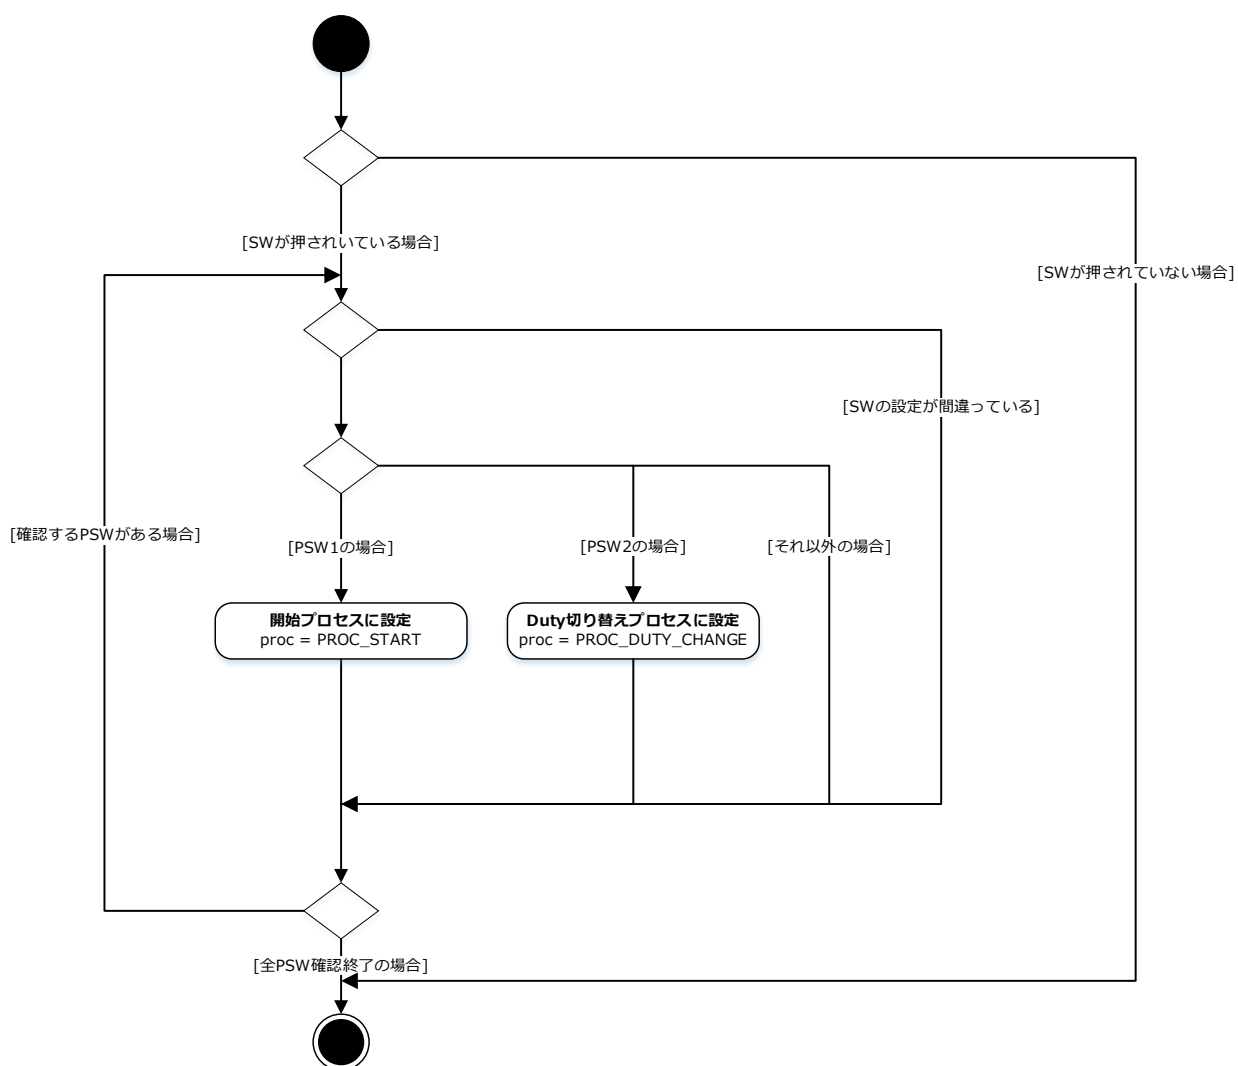 [SWが押されいている場合]
[SWが押されていない場合]
[SWの設定が間違っている]
[確認するPSWがある場合]
[PSW1の場合]
[PSW2の場合]
[それ以外の場合]
開始プロセスに設定
proc = PROC_START
Duty切り替えプロセスに設定
proc = PROC_DUTY_CHANGE
[全PSW確認終了の場合]